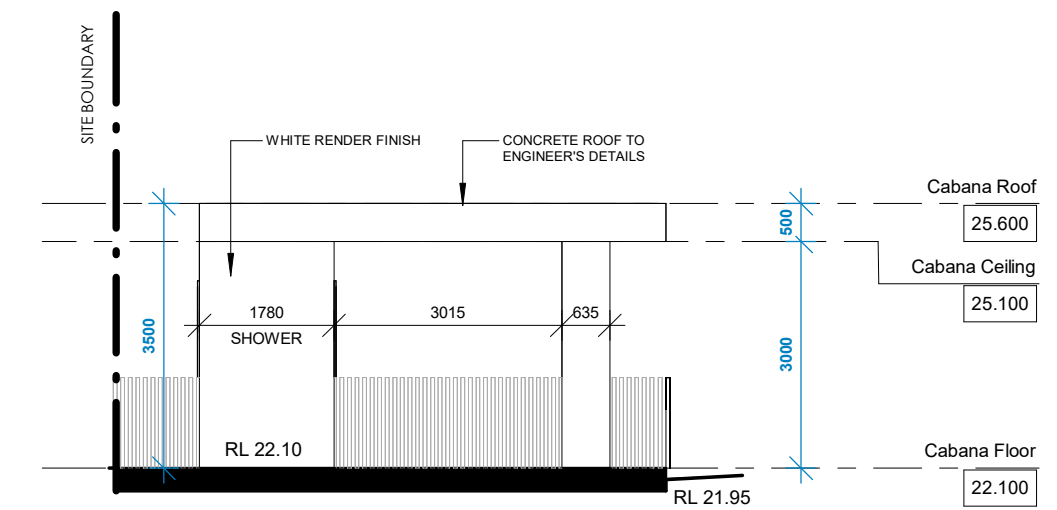 SITE BOUNDARY
WHITE RENDER FINISH
CONCRETE ROOF TO
ENGINEER'S DETAILS
Cabana Roof
25.600
500
Cabana Ceiling
25.100
1780
3015
635
SHOWER
3500
3000
RL 22.10
Cabana Floor
22.100
RL 21.95